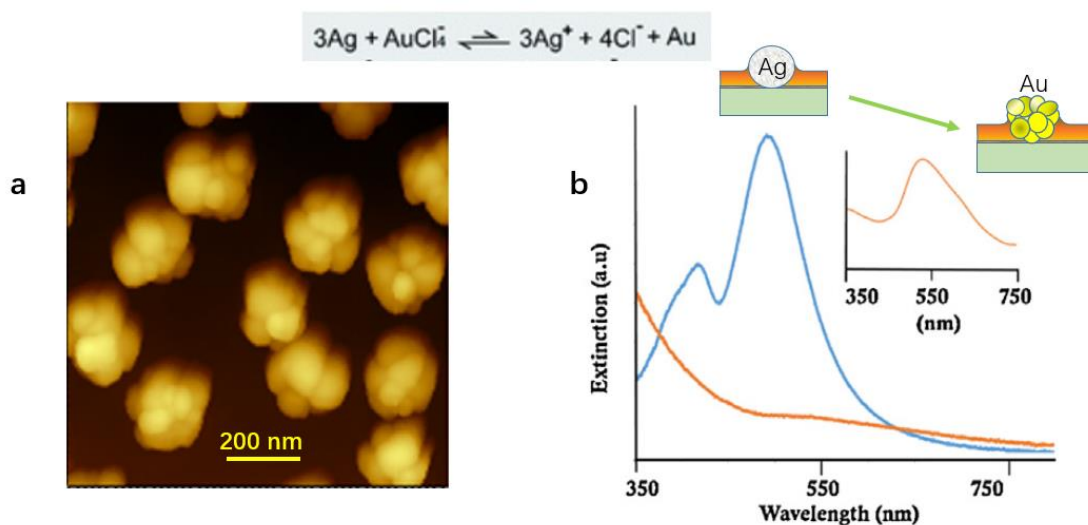 3Ag + AuCl₄⁻ ⇌ 3Ag⁺ + 4Cl⁻ + Au
Ag
Au
a
b
200 nm
Extinction (a.u)
350 550 750
(nm)
350 550 750
Wavelength (nm)